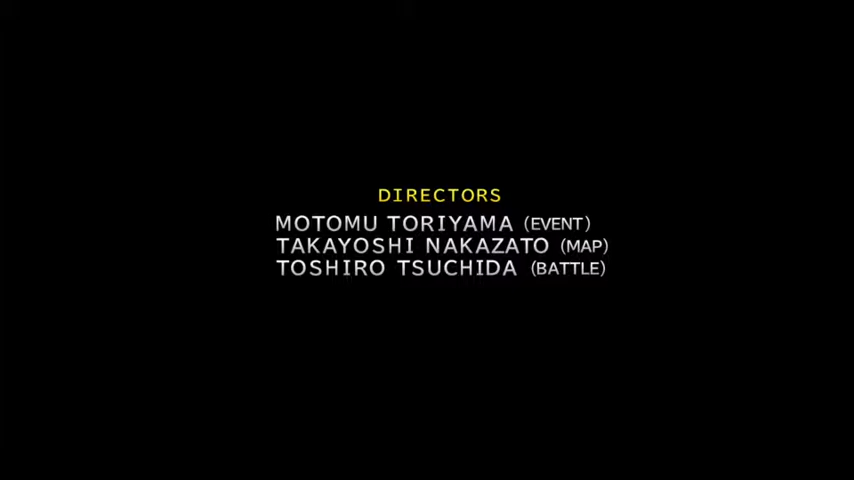 DIRECTORS
MOTOMU TORIYAMA (EVENT)
TAKAYOSHI NAKAZATO (MAP)
TOSHIRO TSUCHIDA (BATTLE)